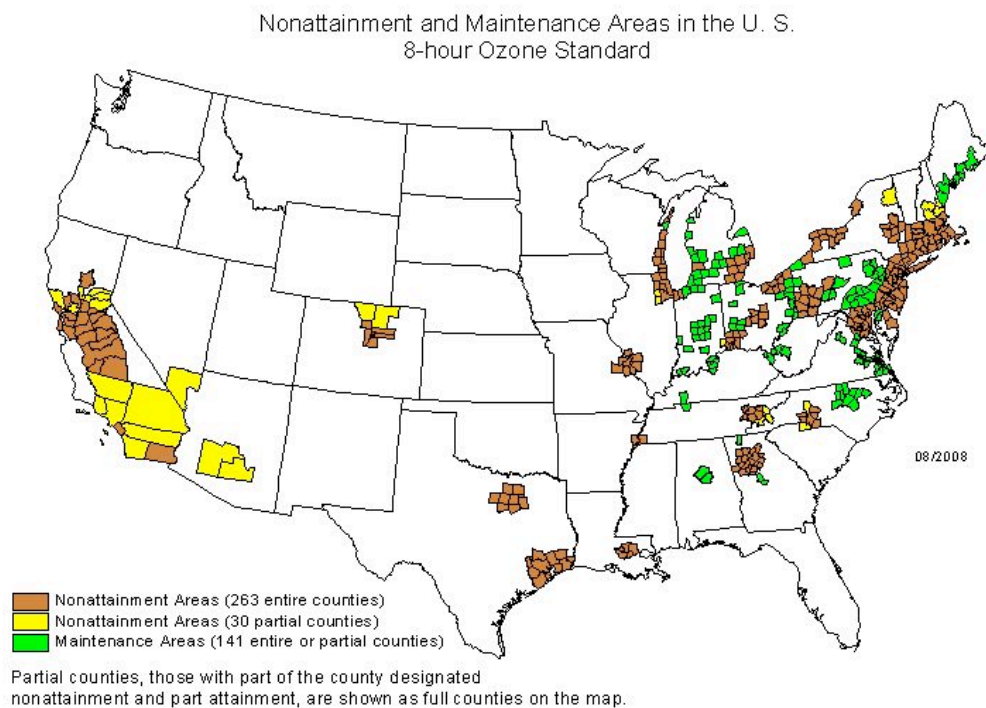 Nonattainment and Maintenance Areas in the U. S.
8-hour Ozone Standard
08/2008
Nonattainment Areas (263 entire counties)
Nonattainment Areas (30 partial counties)
Maintenance Areas (141 entire or partial counties)
Partial counties, those with part of the county designated
nonattainment and part attainment, are shown as full counties on the map.